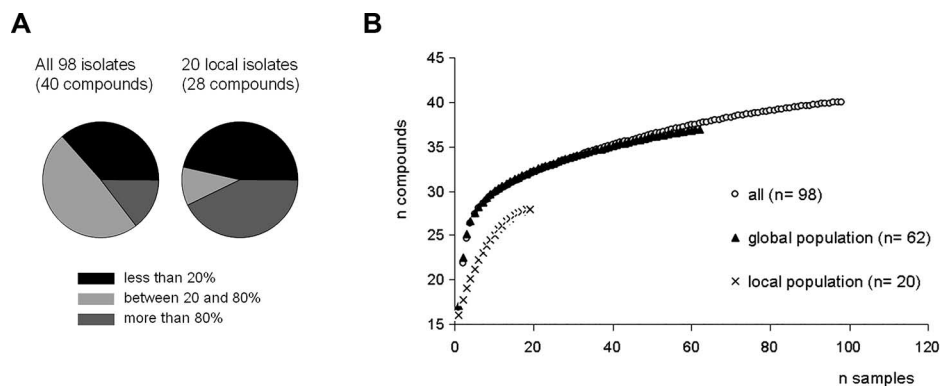 A
All 98 isolates
(40 compounds)
20 local isolates
(28 compounds)
less than 20%
between 20 and 80%
more than 80%
B
n compounds
45
40
35
30
25
20
15
0
20
40
60
80
100
120
n samples
all (n= 98)
global population (n= 62)
local population (n= 20)